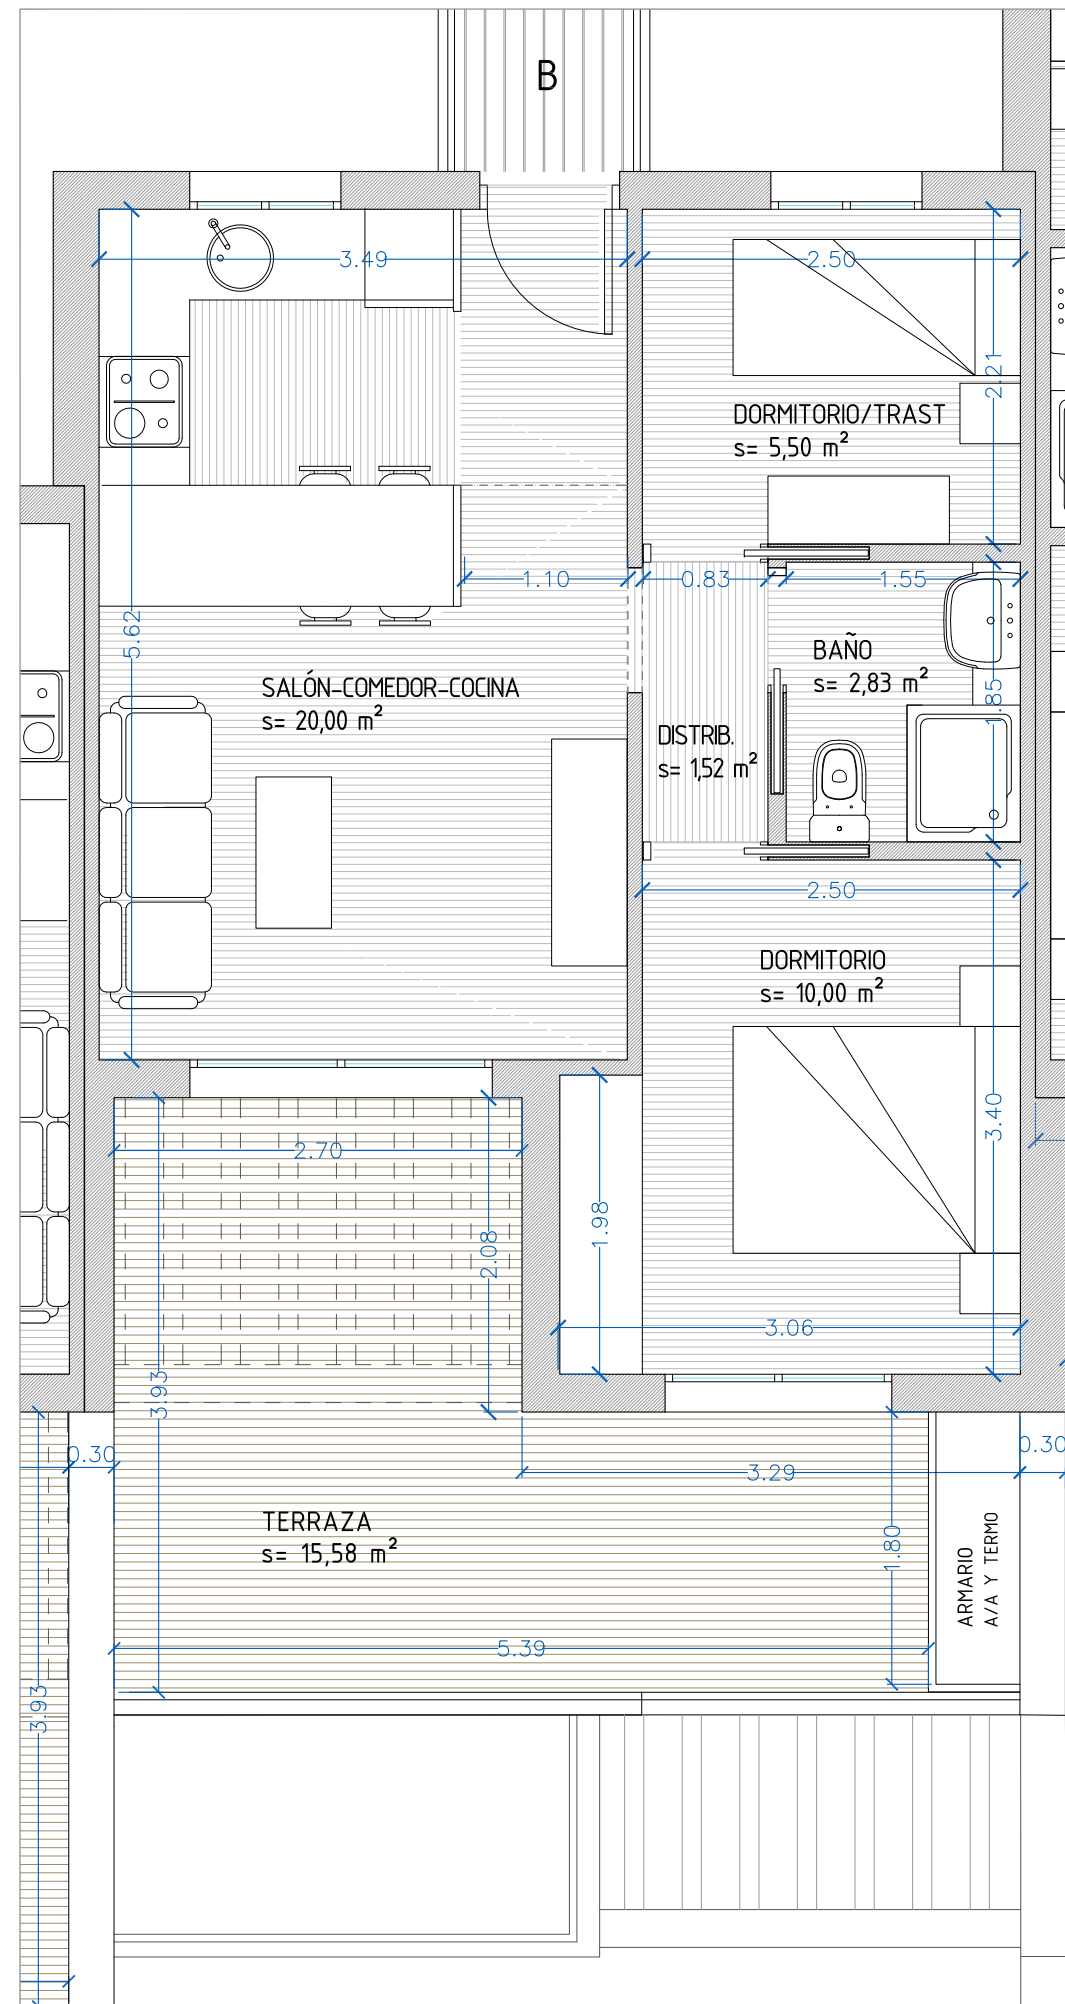 B
3.49
2.50
2.21
DORMITORIO/TRAST
s= 5,50 m²
1.10
0.83
1.55
5.62
BAÑO
s= 2,83 m²
SALÓN-COMEDOR-COCINA
s= 20,00 m²
1.85
DISTRIB.
s= 1,52 m²
2.50
DORMITORIO
s= 10,00 m²
3.40
2.70
1.98
2.08
3.06
3.93
0.30
3.29
0.30
TERRAZA
s= 15,58 m²
1.80
ARMARIO
A/A Y TERMO
5.39
3.93